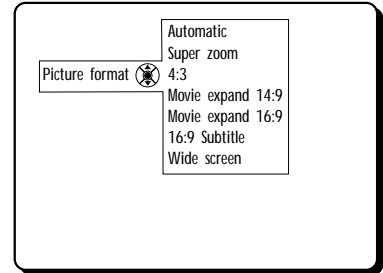 Automatic
Super zoom
Picture format 4:3
Movie expand 14:9
Movie expand 16:9
16:9 Subtitle
Wide screen